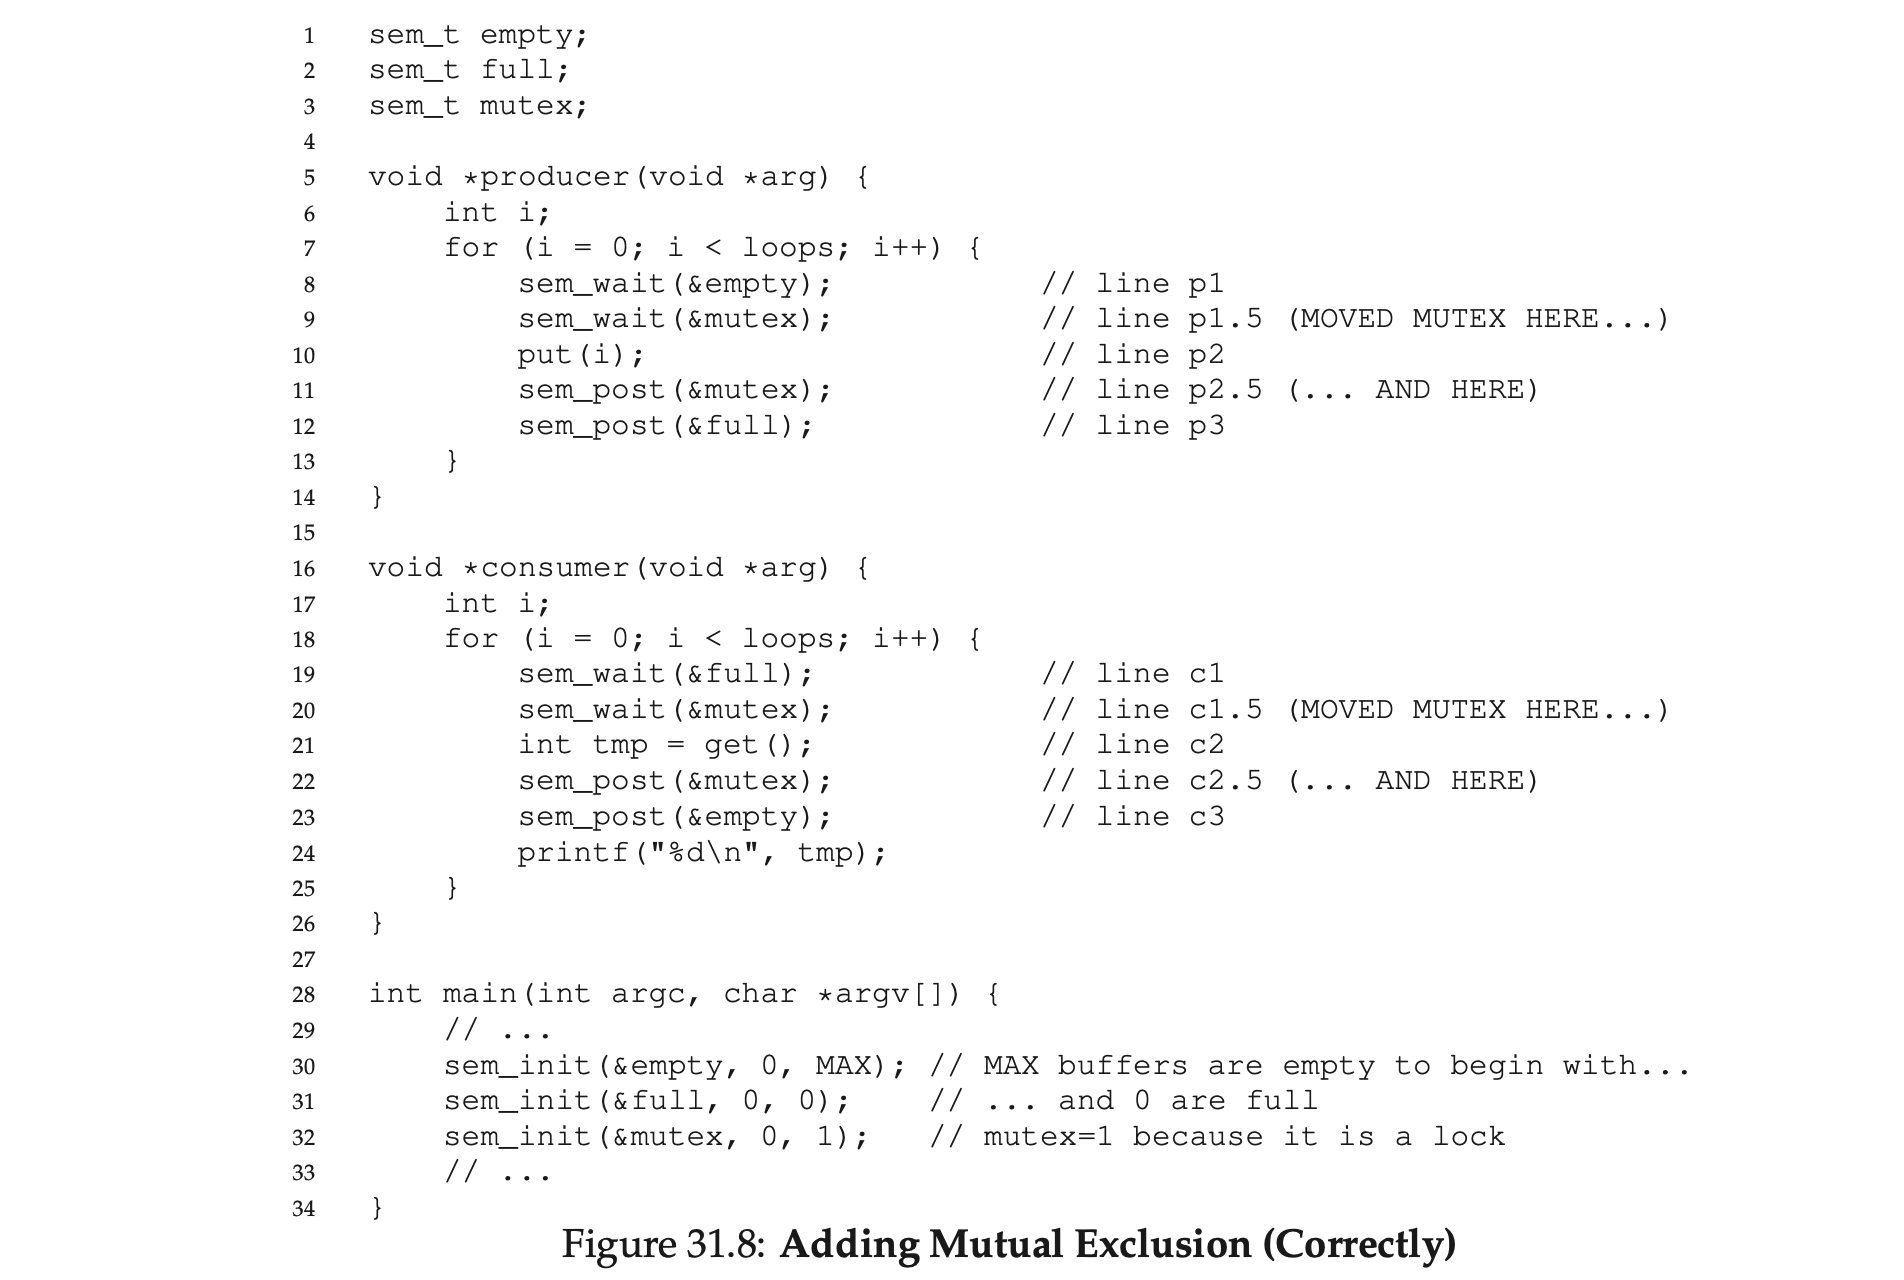 1 sem_t empty;
2 sem_t full;
3 sem_t mutex;
4
5 void *producer(void *arg) {
6     int i;
7     for (i = 0; i < loops; i++) {
8         sem_wait(&empty);           // line p1
9         sem_wait(&mutex);           // line p1.5 (MOVED MUTEX HERE...)
10         put(i);                     // line p2
11         sem_post(&mutex);           // line p2.5 (... AND HERE)
12         sem_post(&full);            // line p3
13     }
14 }
15
16 void *consumer(void *arg) {
17     int i;
18     for (i = 0; i < loops; i++) {
19         sem_wait(&full);            // line c1
20         sem_wait(&mutex);           // line c1.5 (MOVED MUTEX HERE...)
21         int tmp = get();            // line c2
22         sem_post(&mutex);           // line c2.5 (... AND HERE)
23         sem_post(&empty);           // line c3
24         printf("%d\n", tmp);
25     }
26 }
27
28 int main(int argc, char *argv[]) {
29     // ...
30     sem_init(&empty, 0, MAX); // MAX buffers are empty to begin with...
31     sem_init(&full, 0, 0);    // ... and 0 are full
32     sem_init(&mutex, 0, 1);   // mutex=1 because it is a lock
33     // ...
34 }
Figure 31.8: Adding Mutual Exclusion (Correctly)